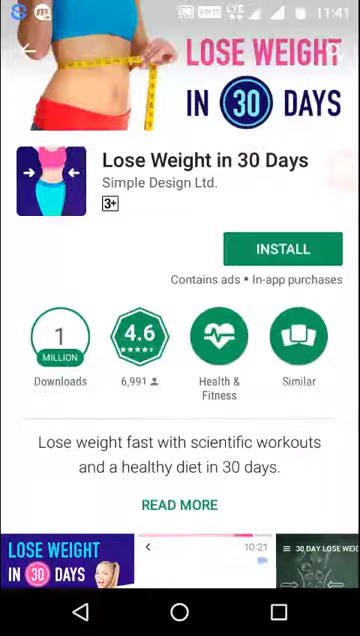 VoLTE LTE 11:41
LOSE WEIGHT
IN 30 DAYS
Lose Weight in 30 Days
Simple Design Ltd.
3+
INSTALL
Contains ads • In-app purchases
1
MILLION
Downloads
4.6
6,991
Health &
Fitness
Similar
Lose weight fast with scientific workouts
and a healthy diet in 30 days.
READ MORE
LOSE WEIGHT
IN 30 DAYS
10:21
30 DAY LOSE WEIG